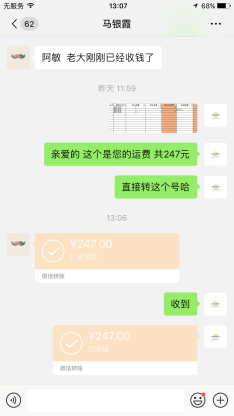 无服务
13:07
68%
62
马银霞
阿敏 老大刚刚已经收钱了
昨天 11:59
亲爱的 这个是您的运费 共247元
直接转这个号哈
13:06
¥247.00
已被领取
微信转账
收到
¥247.00
已收钱
微信转账